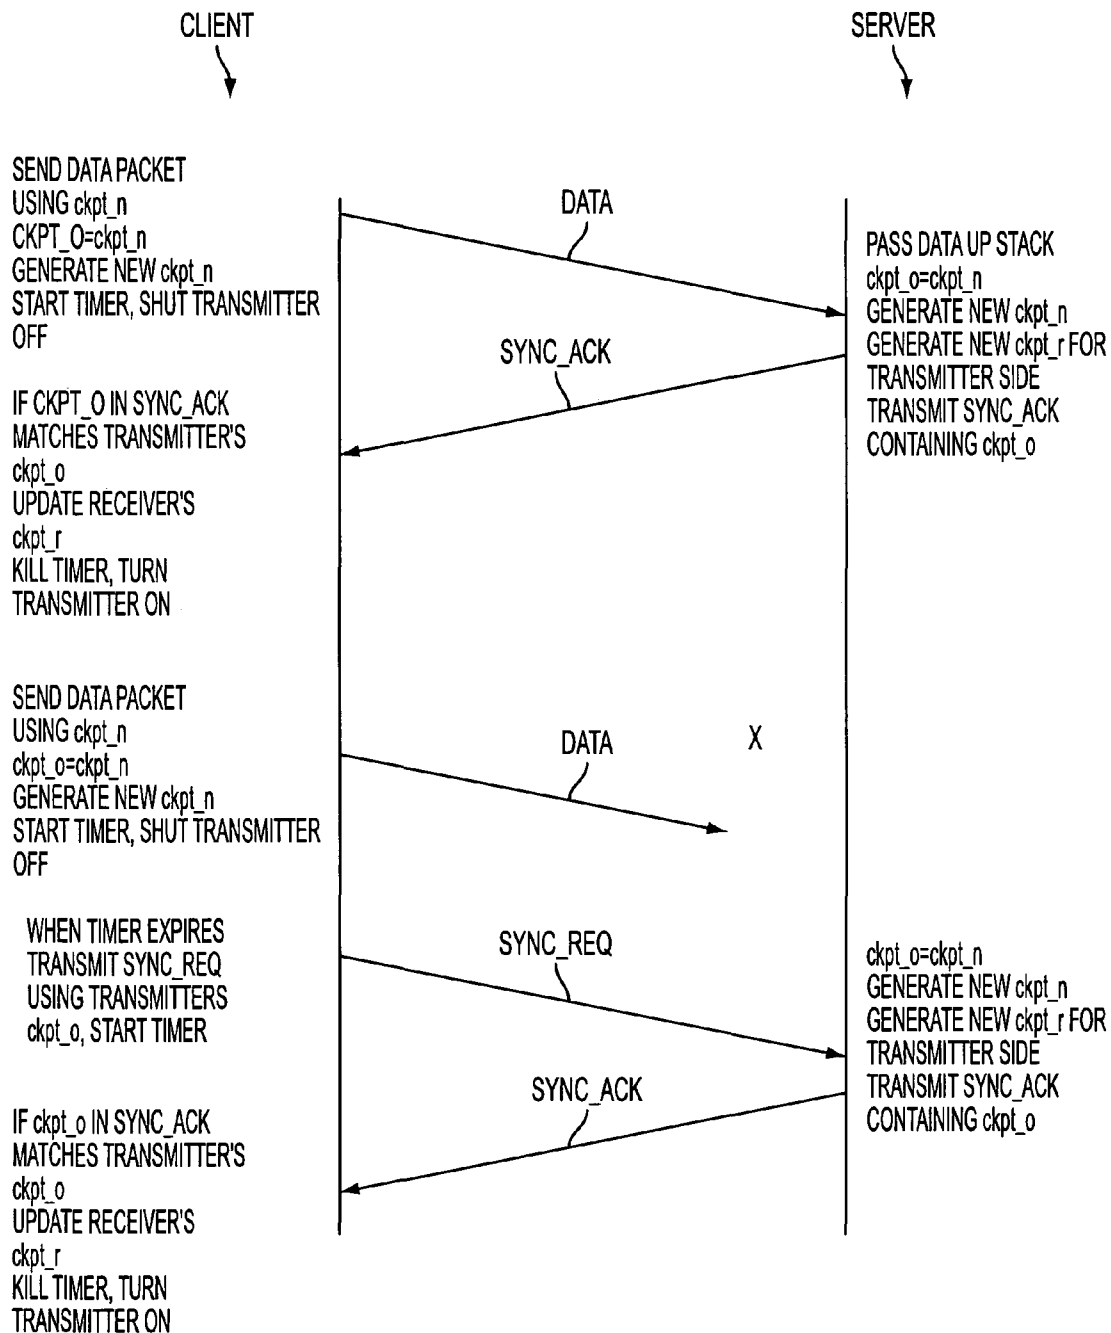 CLIENT
SERVER
SEND DATA PACKET
USING ckpt_n
CKPT_O=ckpt_n
GENERATE NEW ckpt_n
START TIMER, SHUT TRANSMITTER
OFF
DATA
PASS DATA UP STACK
ckpt_o=ckpt_n
GENERATE NEW ckpt_n
GENERATE NEW ckpt_r FOR
TRANSMITTER SIDE
TRANSMIT SYNC_ACK
CONTAINING ckpt_o
SYNC_ACK
IF CKPT_O IN SYNC_ACK
MATCHES TRANSMITTER'S
ckpt_o
UPDATE RECEIVER'S
ckpt_r
KILL TIMER, TURN
TRANSMITTER ON
SEND DATA PACKET
USING ckpt_n
ckpt_o=ckpt_n
GENERATE NEW ckpt_n
START TIMER, SHUT TRANSMITTER
OFF
DATA
X
WHEN TIMER EXPIRES
TRANSMIT SYNC_REQ
USING TRANSMITTERS
ckpt_o, START TIMER
SYNC_REQ
ckpt_o=ckpt_n
GENERATE NEW ckpt_n
GENERATE NEW ckpt_r FOR
TRANSMITTER SIDE
TRANSMIT SYNC_ACK
CONTAINING ckpt_o
SYNC_ACK
IF ckpt_o IN SYNC_ACK
MATCHES TRANSMITTER'S
ckpt_o
UPDATE RECEIVER'S
ckpt_r
KILL TIMER, TURN
TRANSMITTER ON